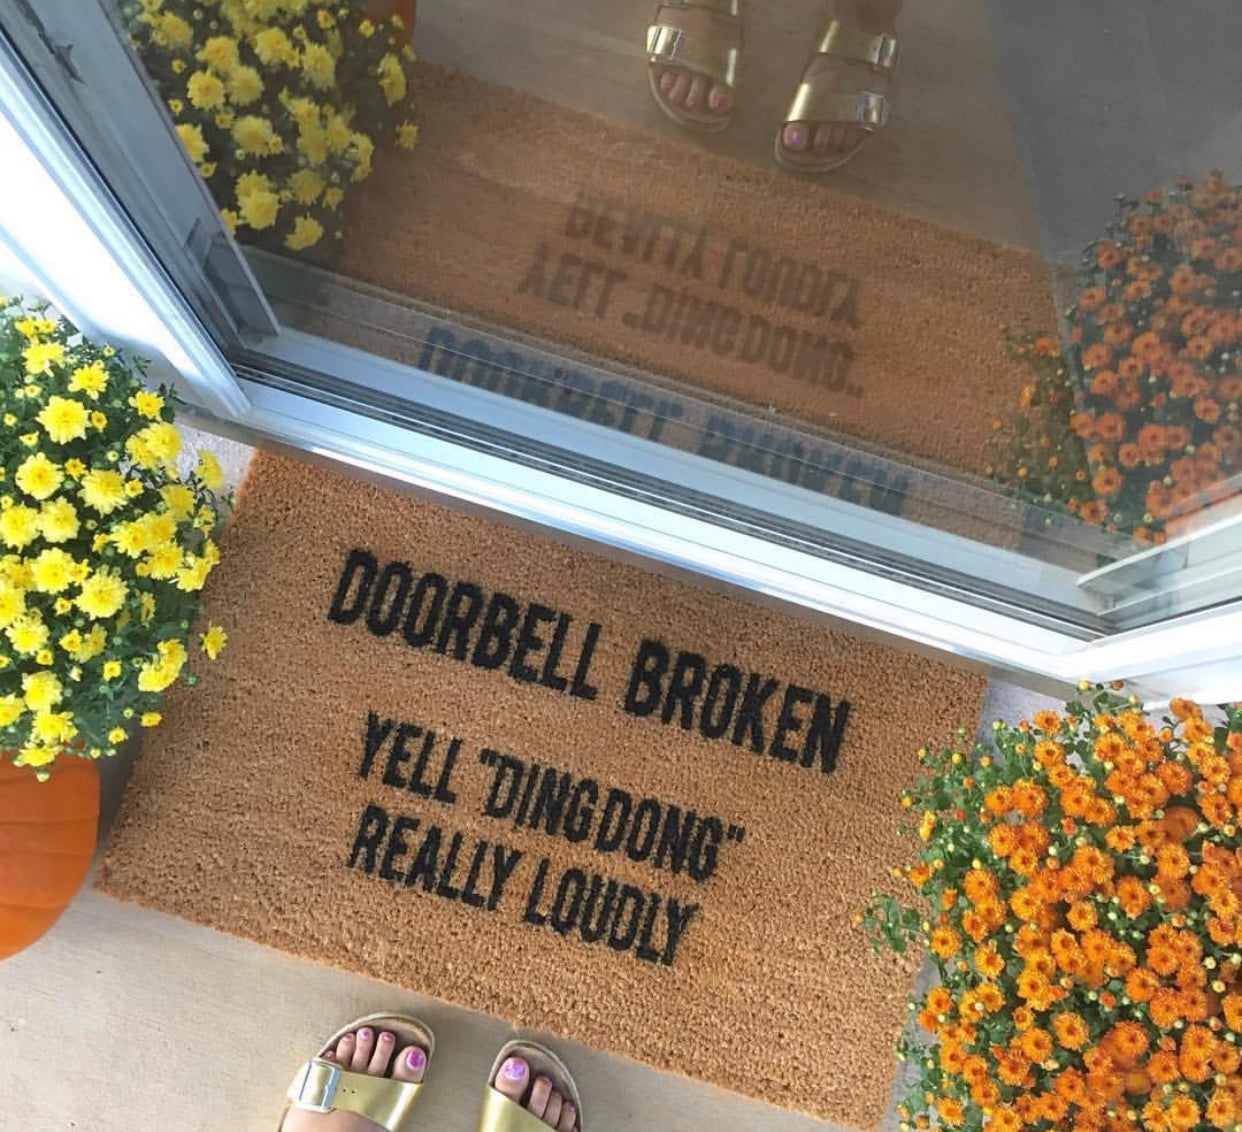 DOORBELL BROKEN
YELL "DING DONG"
REALLY LOUDLY